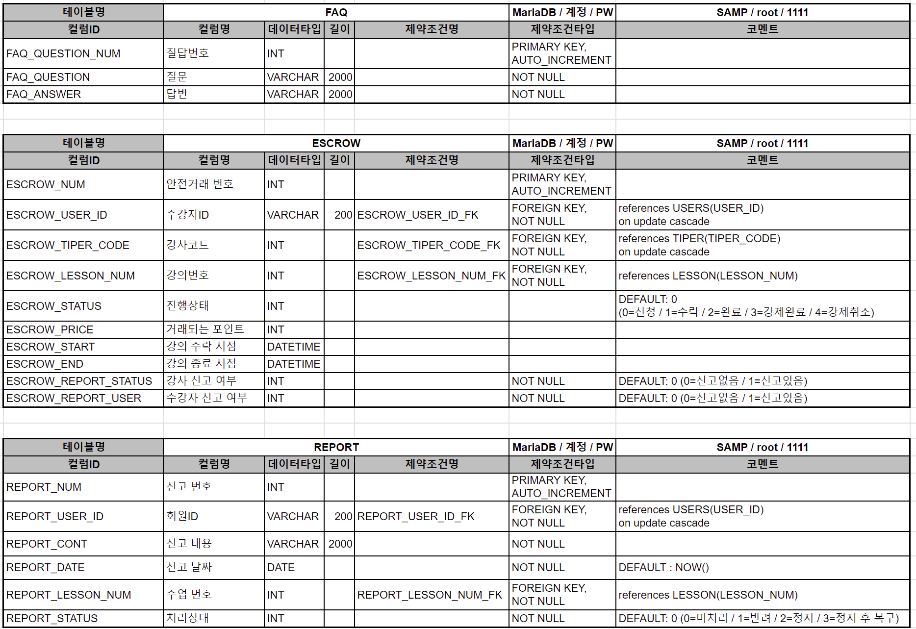 테이블명 FAQ MariaDB / 계정 / PW SAMP / root / 1111
컬럼ID 컬럼명 데이터타입 길이 제약조건명 제약조건타입 코멘트
FAQ_QUESTION_NUM 질답번호 INT PRIMARY KEY, AUTO_INCREMENT
FAQ_QUESTION 질문 VARCHAR 2000 NOT NULL
FAQ_ANSWER 답변 VARCHAR 2000 NOT NULL
테이블명 ESCROW MariaDB / 계정 / PW SAMP / root / 1111
컬럼ID 컬럼명 데이터타입 길이 제약조건명 제약조건타입 코멘트
ESCROW_NUM 안전거래 번호 INT PRIMARY KEY, AUTO_INCREMENT
ESCROW_USER_ID 수강자ID VARCHAR 200 ESCROW_USER_ID_FK FOREIGN KEY, NOT NULL references USERS(USER_ID) on update cascade
ESCROW_TIPER_CODE 강사코드 INT ESCROW_TIPER_CODE_FK FOREIGN KEY, NOT NULL references TIPER(TIPER_CODE) on update cascade
ESCROW_LESSON_NUM 강의번호 INT ESCROW_LESSON_NUM_FK FOREIGN KEY, NOT NULL references LESSON(LESSON_NUM)
ESCROW_STATUS 진행상태 INT DEFAULT: 0 (0=신청 / 1=수락 / 2=완료 / 3=강제완료 / 4=강제취소)
ESCROW_PRICE 거래되는 포인트 INT
ESCROW_START 강의 수락 시점 DATETIME
ESCROW_END 강의 종료 시점 DATETIME
ESCROW_REPORT_STATUS 강사 신고 여부 INT NOT NULL DEFAULT: 0 (0=신고없음 / 1=신고있음)
ESCROW_REPORT_USER 수강사 신고 여부 INT NOT NULL DEFAULT: 0 (0=신고없음 / 1=신고있음)
테이블명 REPORT MariaDB / 계정 / PW SAMP / root / 1111
컬럼ID 컬럼명 데이터타입 길이 제약조건명 제약조건타입 코멘트
REPORT_NUM 신고 번호 INT PRIMARY KEY, AUTO_INCREMENT
REPORT_USER_ID 회원ID VARCHAR 200 REPORT_USER_ID_FK FOREIGN KEY, NOT NULL references USERS(USER_ID) on update cascade
REPORT_CONT 신고 내용 VARCHAR 2000 NOT NULL
REPORT_DATE 신고 날짜 DATE NOT NULL DEFAULT : NOW()
REPORT_LESSON_NUM 수업 번호 INT REPORT_LESSON_NUM_FK FOREIGN KEY, NOT NULL references LESSON(LESSON_NUM)
REPORT_STATUS 처리상태 INT NOT NULL DEFAULT: 0 (0=미처리 / 1=반려 / 2=정지 / 3=정지 후 복구)